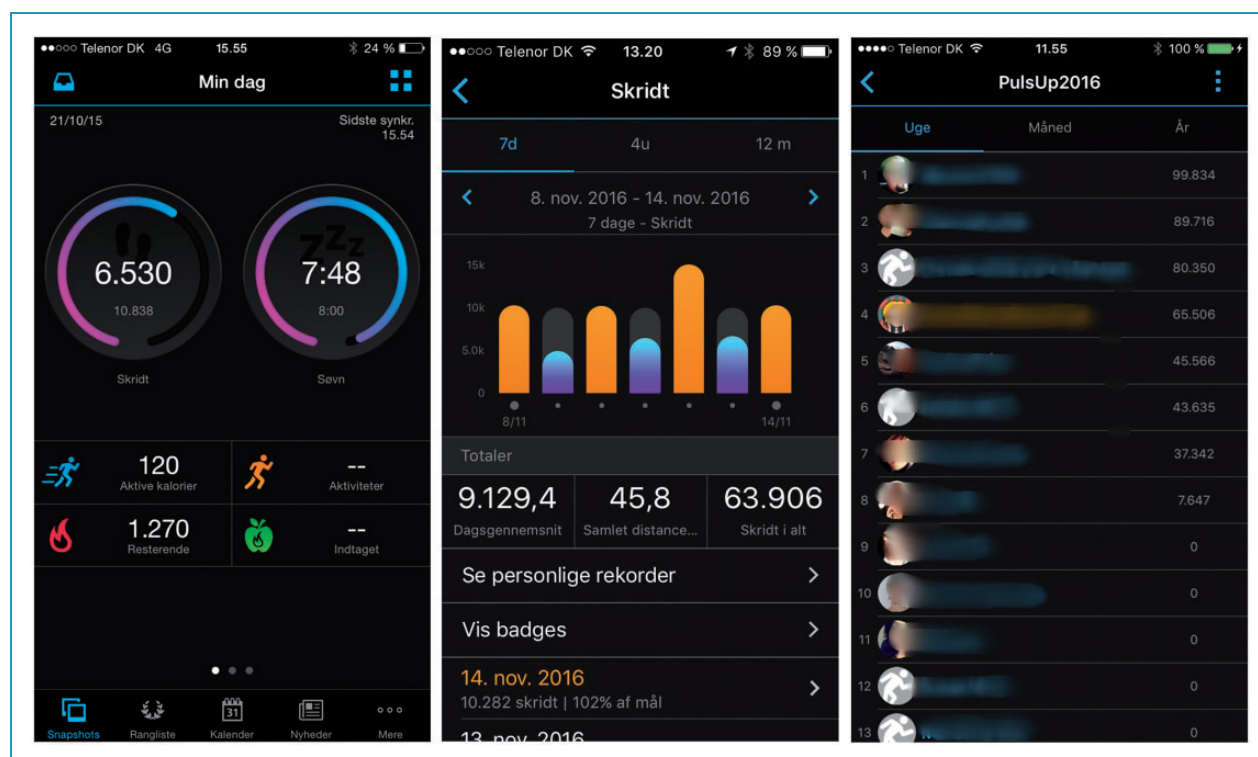 Telenor DK 4G 15.55 24 %
Min dag
21/10/15 Sidste synkr.
15.54
6.530 7:48
10.838 8:00
Skridt Søvn
120 --
Aktive kalorier Aktiviteter
1.270 --
Resterende Indtaget
31
Snapshots Rangliste Kalender Nyheder Mere
Telenor DK 13.20 89 %
Skridt
7d 4u 12 m
8. nov. 2016 - 14. nov. 2016
7 dage - Skridt
15k
10k
5.0k
0
8/11 14/11
Totaler
9.129,4 45,8 63.906
Dagsgennemsnit Samlet distance... Skridt i alt
Se personlige rekorder
Vis badges
14. nov. 2016
10.282 skridt | 102% af mål
13. nov. 2016
Telenor DK 11.55 100 %
PulsUp2016
Uge Måned År
1 99.834
2 89.716
3 80.350
4 65.506
5 45.566
6 43.635
7 37.342
8 7.647
9 0
10 0
11 0
12 0
13 0